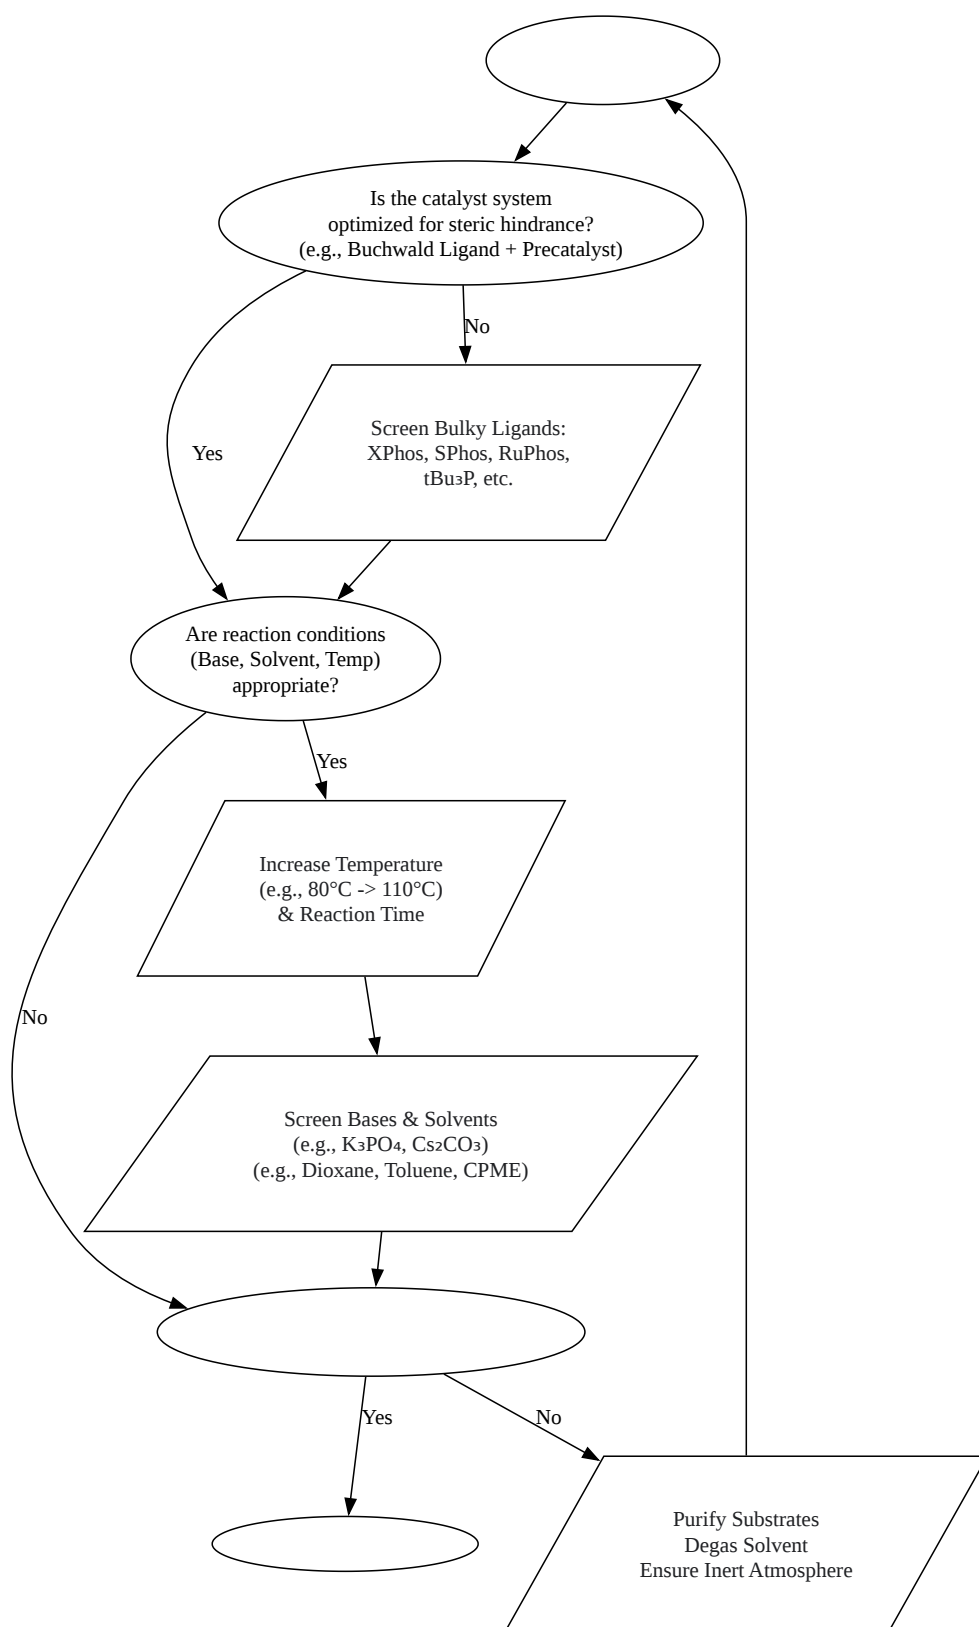 Is the catalyst system
optimized for steric hindrance?
(e.g., Buchwald Ligand + Precatalyst)
No
Yes
Screen Bulky Ligands:
XPhos, SPhos, RuPhos,
tBu₃P, etc.
Are reaction conditions
(Base, Solvent, Temp)
appropriate?
Yes
Increase Temperature
(e.g., 80°C -> 110°C)
& Reaction Time
No
Screen Bases & Solvents
(e.g., K₃PO₄, Cs₂CO₃)
(e.g., Dioxane, Toluene, CPME)
Yes
No
Purify Substrates
Degas Solvent
Ensure Inert Atmosphere